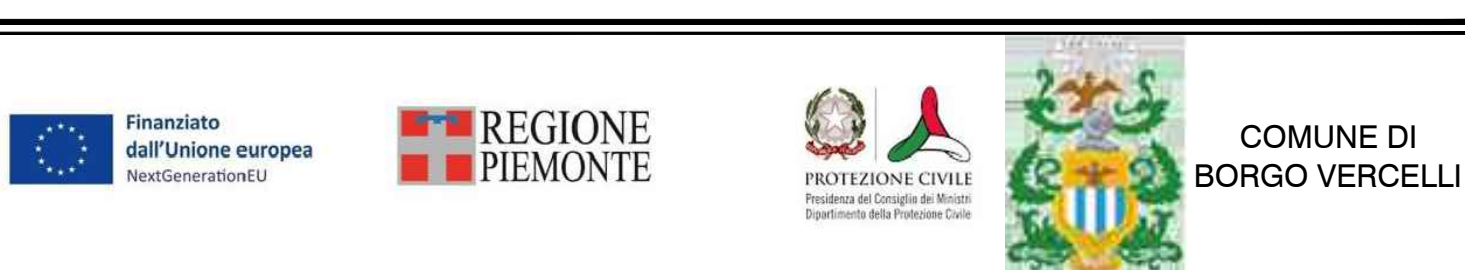 Finanziato
dall'Unione europea
NextGenerationEU
REGIONE
PIEMONTE
PROTEZIONE CIVILE
Presidenza del Consiglio dei Ministri
Dipartimento della Protezione Civile
COMUNE DI
BORGO VERCELLI